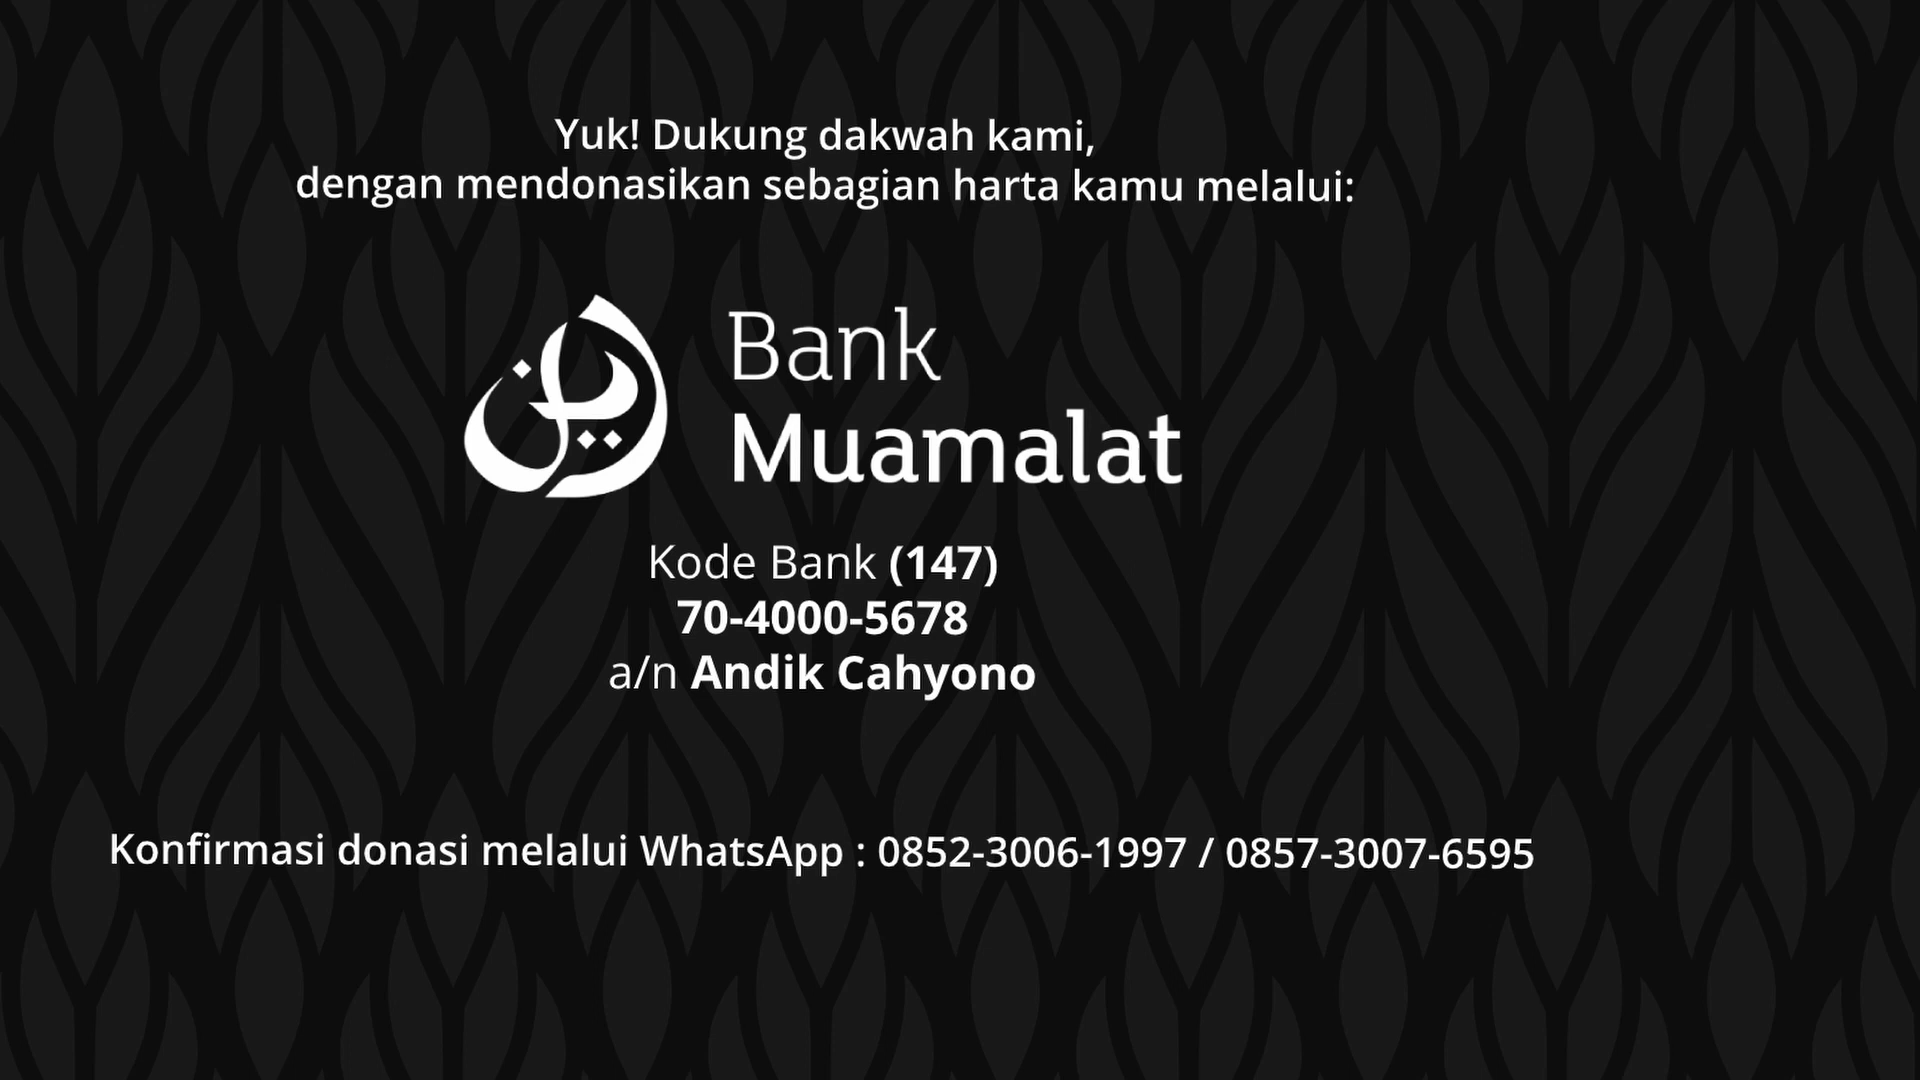 Yuk! Dukung dakwah kami,
dengan mendonasikan sebagian harta kamu melalui:
Bank
Muamalat
Kode Bank (147)
70-4000-5678
a/n Andik Cahyono
Konfirmasi donasi melalui WhatsApp : 0852-3006-1997 / 0857-3007-6595